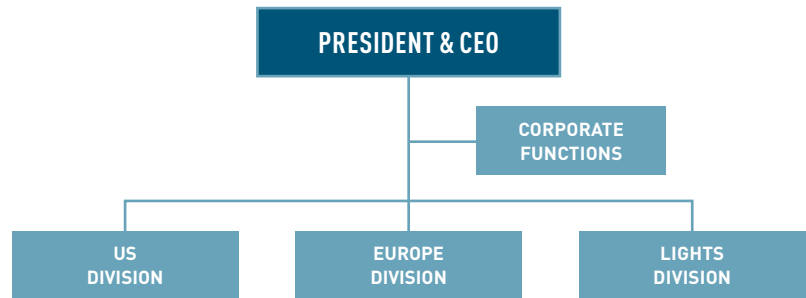 PRESIDENT & CEO
CORPORATE
FUNCTIONS
US
DIVISION
EUROPE
DIVISION
LIGHTS
DIVISION